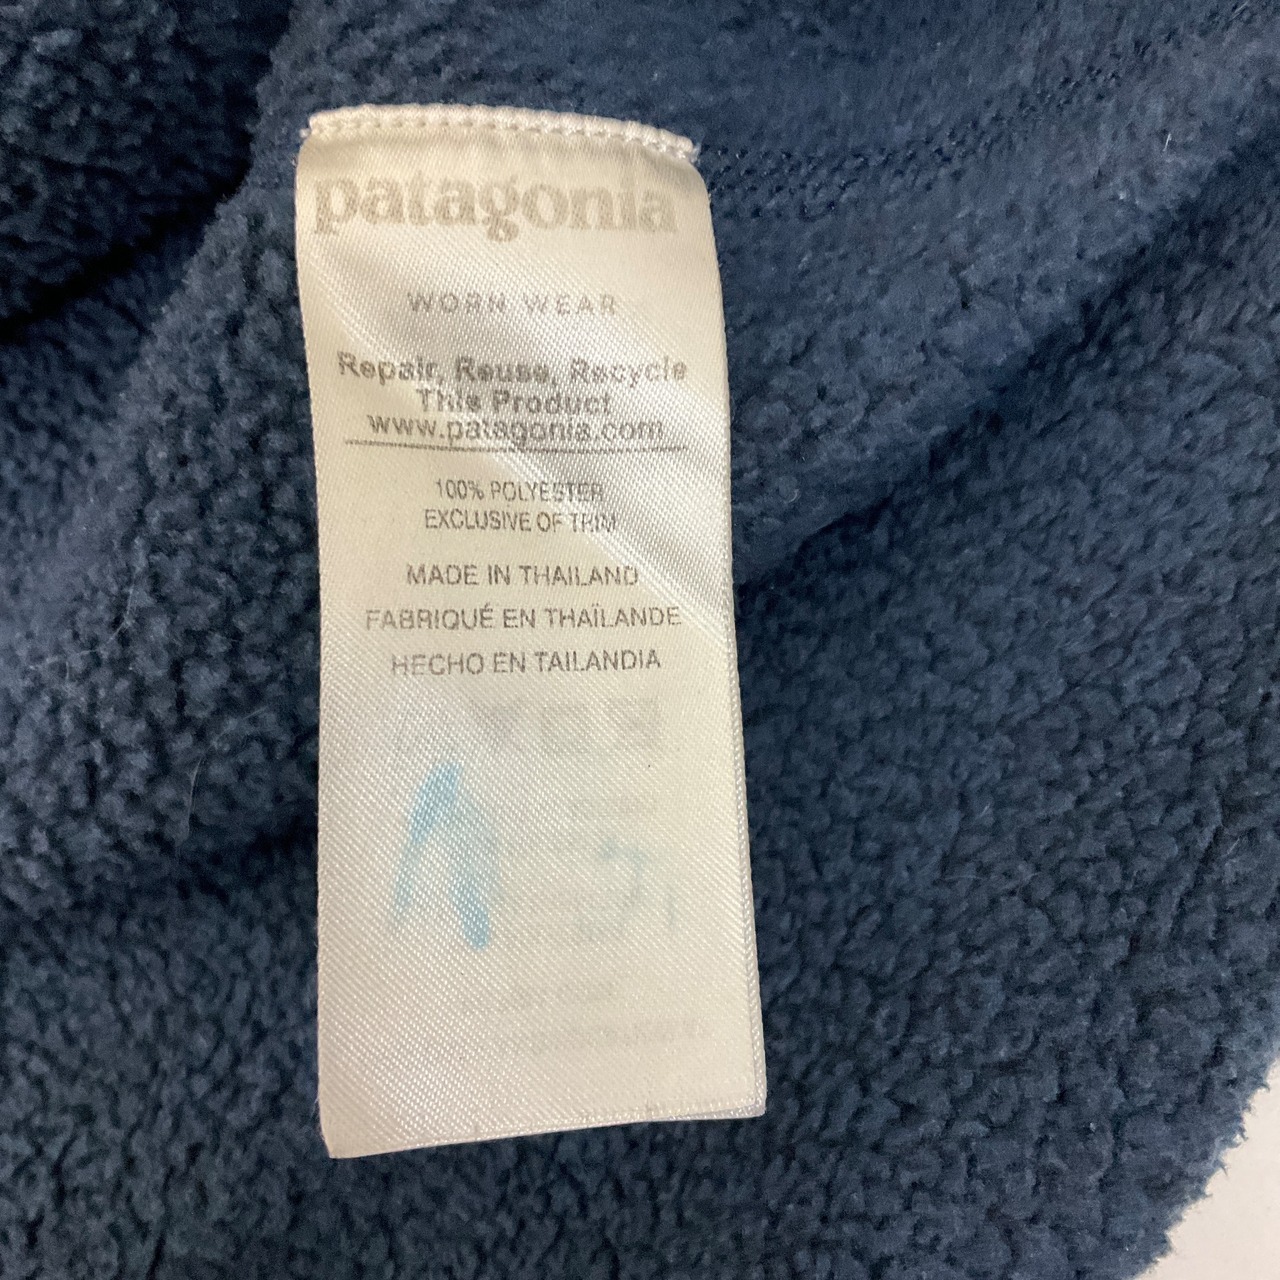 patagonia
WORN WEAR
Repair, Reuse, Recycle
This Product
www.patagonia.com
100% POLYESTER
EXCLUSIVE OF TRIM
MADE IN THAILAND
FABRIQUÉ EN THAÏLANDE
HECHO EN TAILANDIA